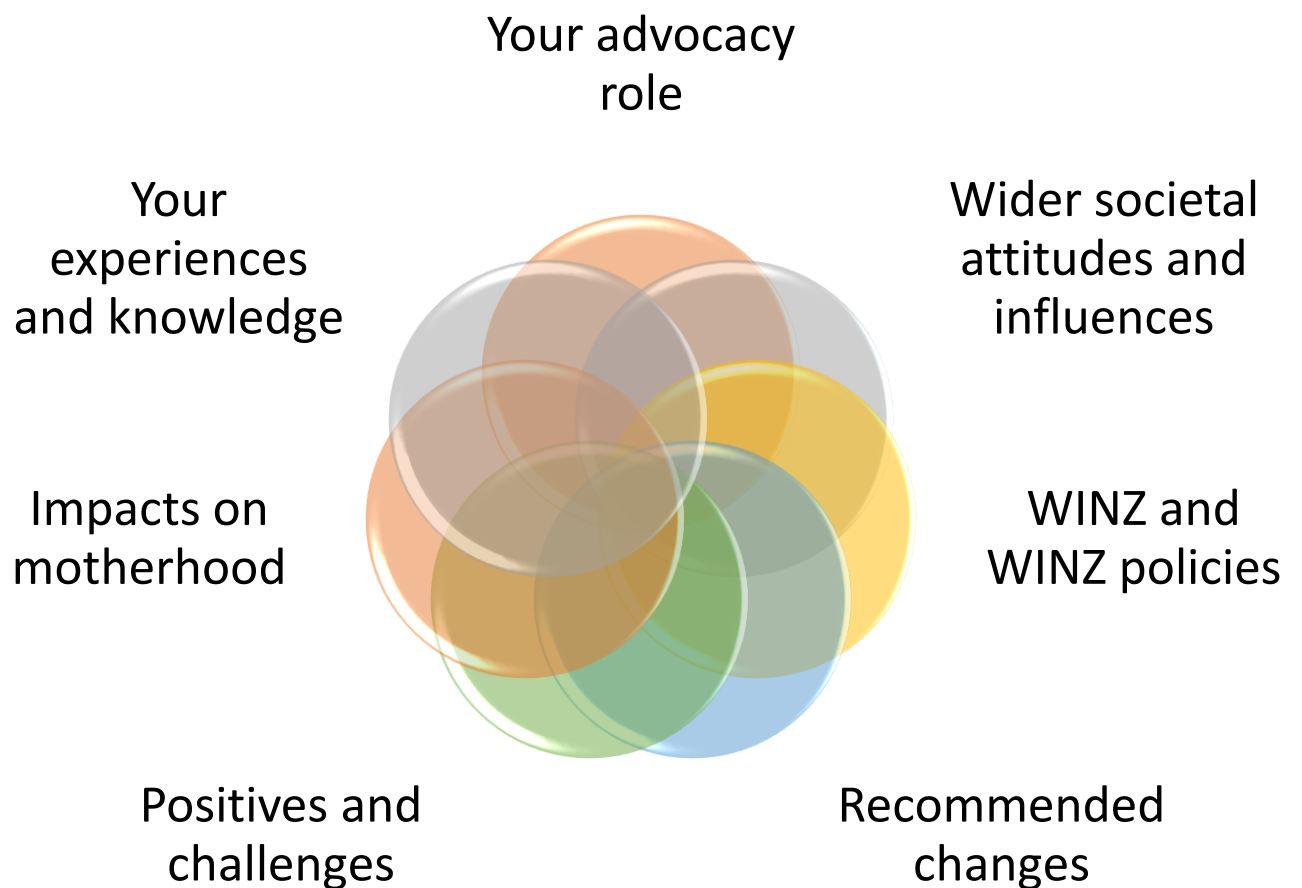 Your advocacy
role
Your
experiences
and knowledge
Wider societal
attitudes and
influences
Impacts on
motherhood
WINZ and
WINZ policies
Positives and
challenges
Recommended
changes